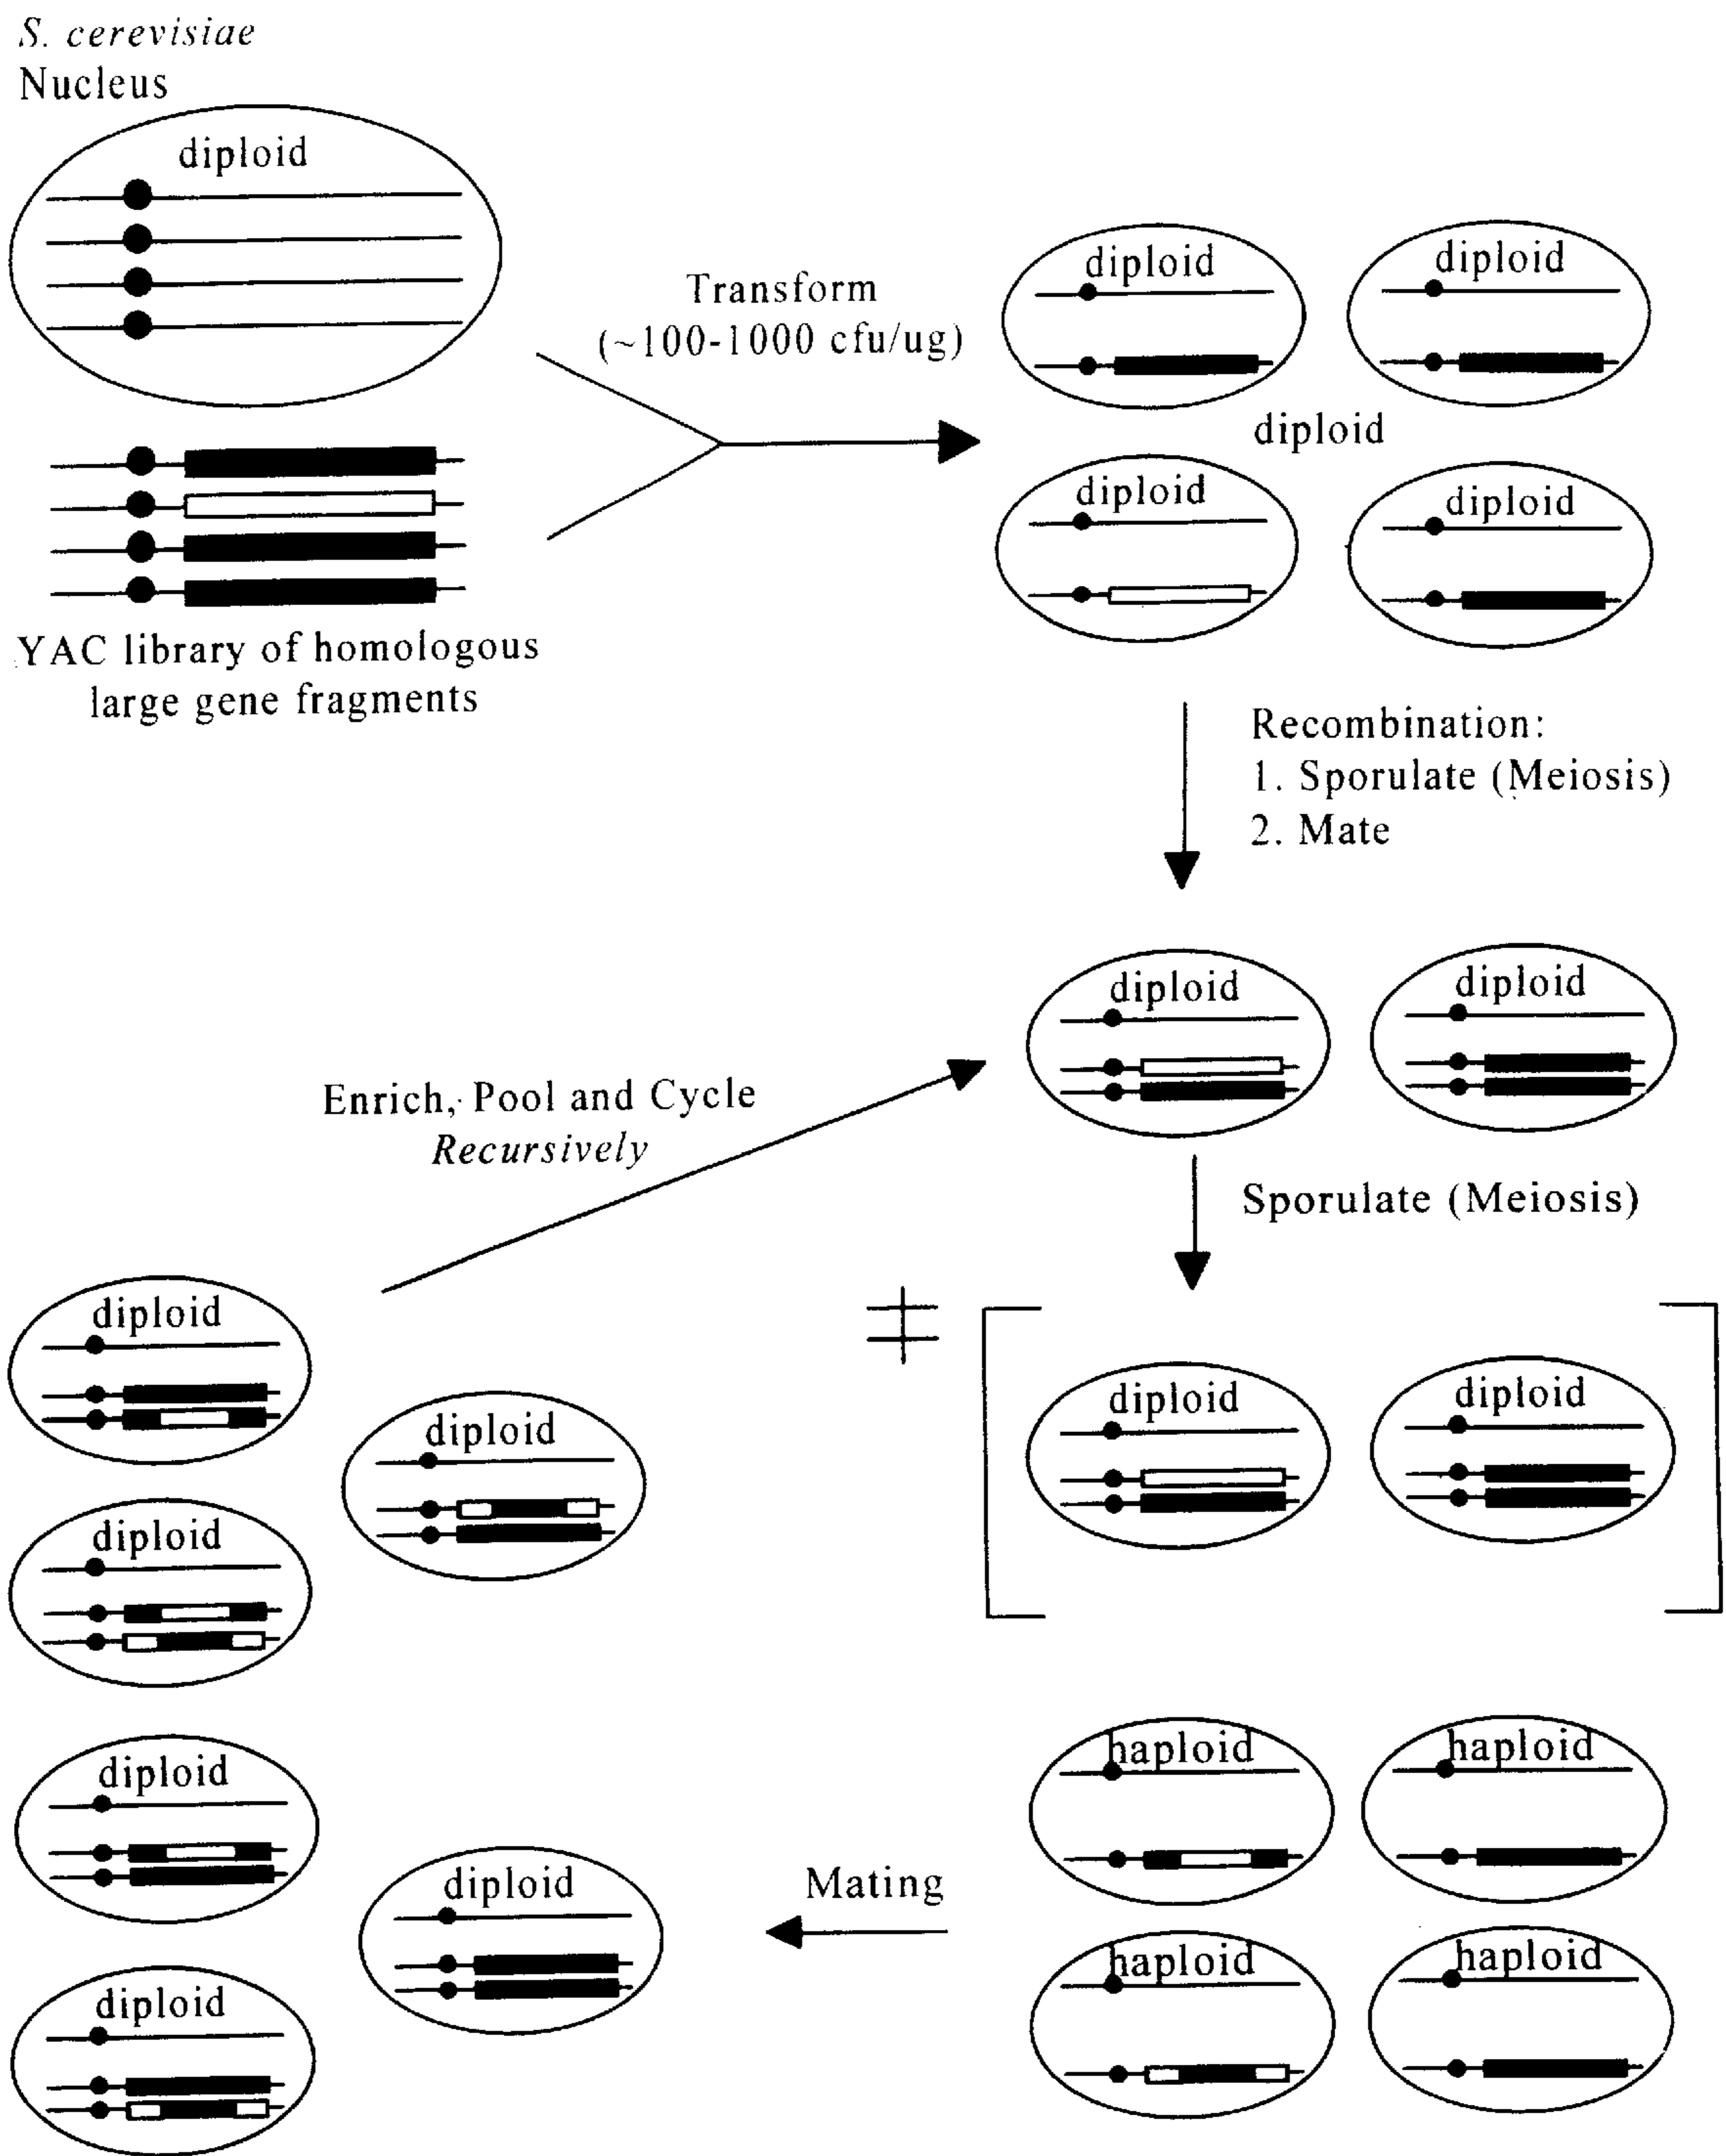 S. cerevisiae
Nucleus
diploid
YAC library of homologous
large gene fragments
Transform
(~100-1000 cfu/ug)
diploid
diploid
diploid
diploid
diploid
Recombination:
1. Sporulate (Meiosis)
2. Mate
diploid
diploid
Enrich, Pool and Cycle
Recursively
Sporulate (Meiosis)
‡
diploid
diploid
haploid
haploid
haploid
haploid
Mating
diploid
diploid
diploid
diploid
diploid
diploid